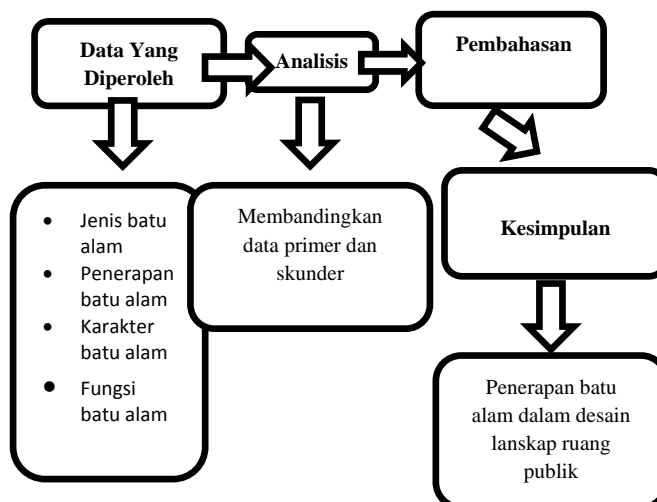 Data Yang
Diperoleh
Analisis
Pembahasan
• Jenis batu
alam
• Penerapan
batu alam
• Karakter
batu alam
• Fungsi
batu alam
Membandingkan
data primer dan
skunder
Kesimpulan
Penerapan batu
alam dalam desain
lanskap ruang
publik